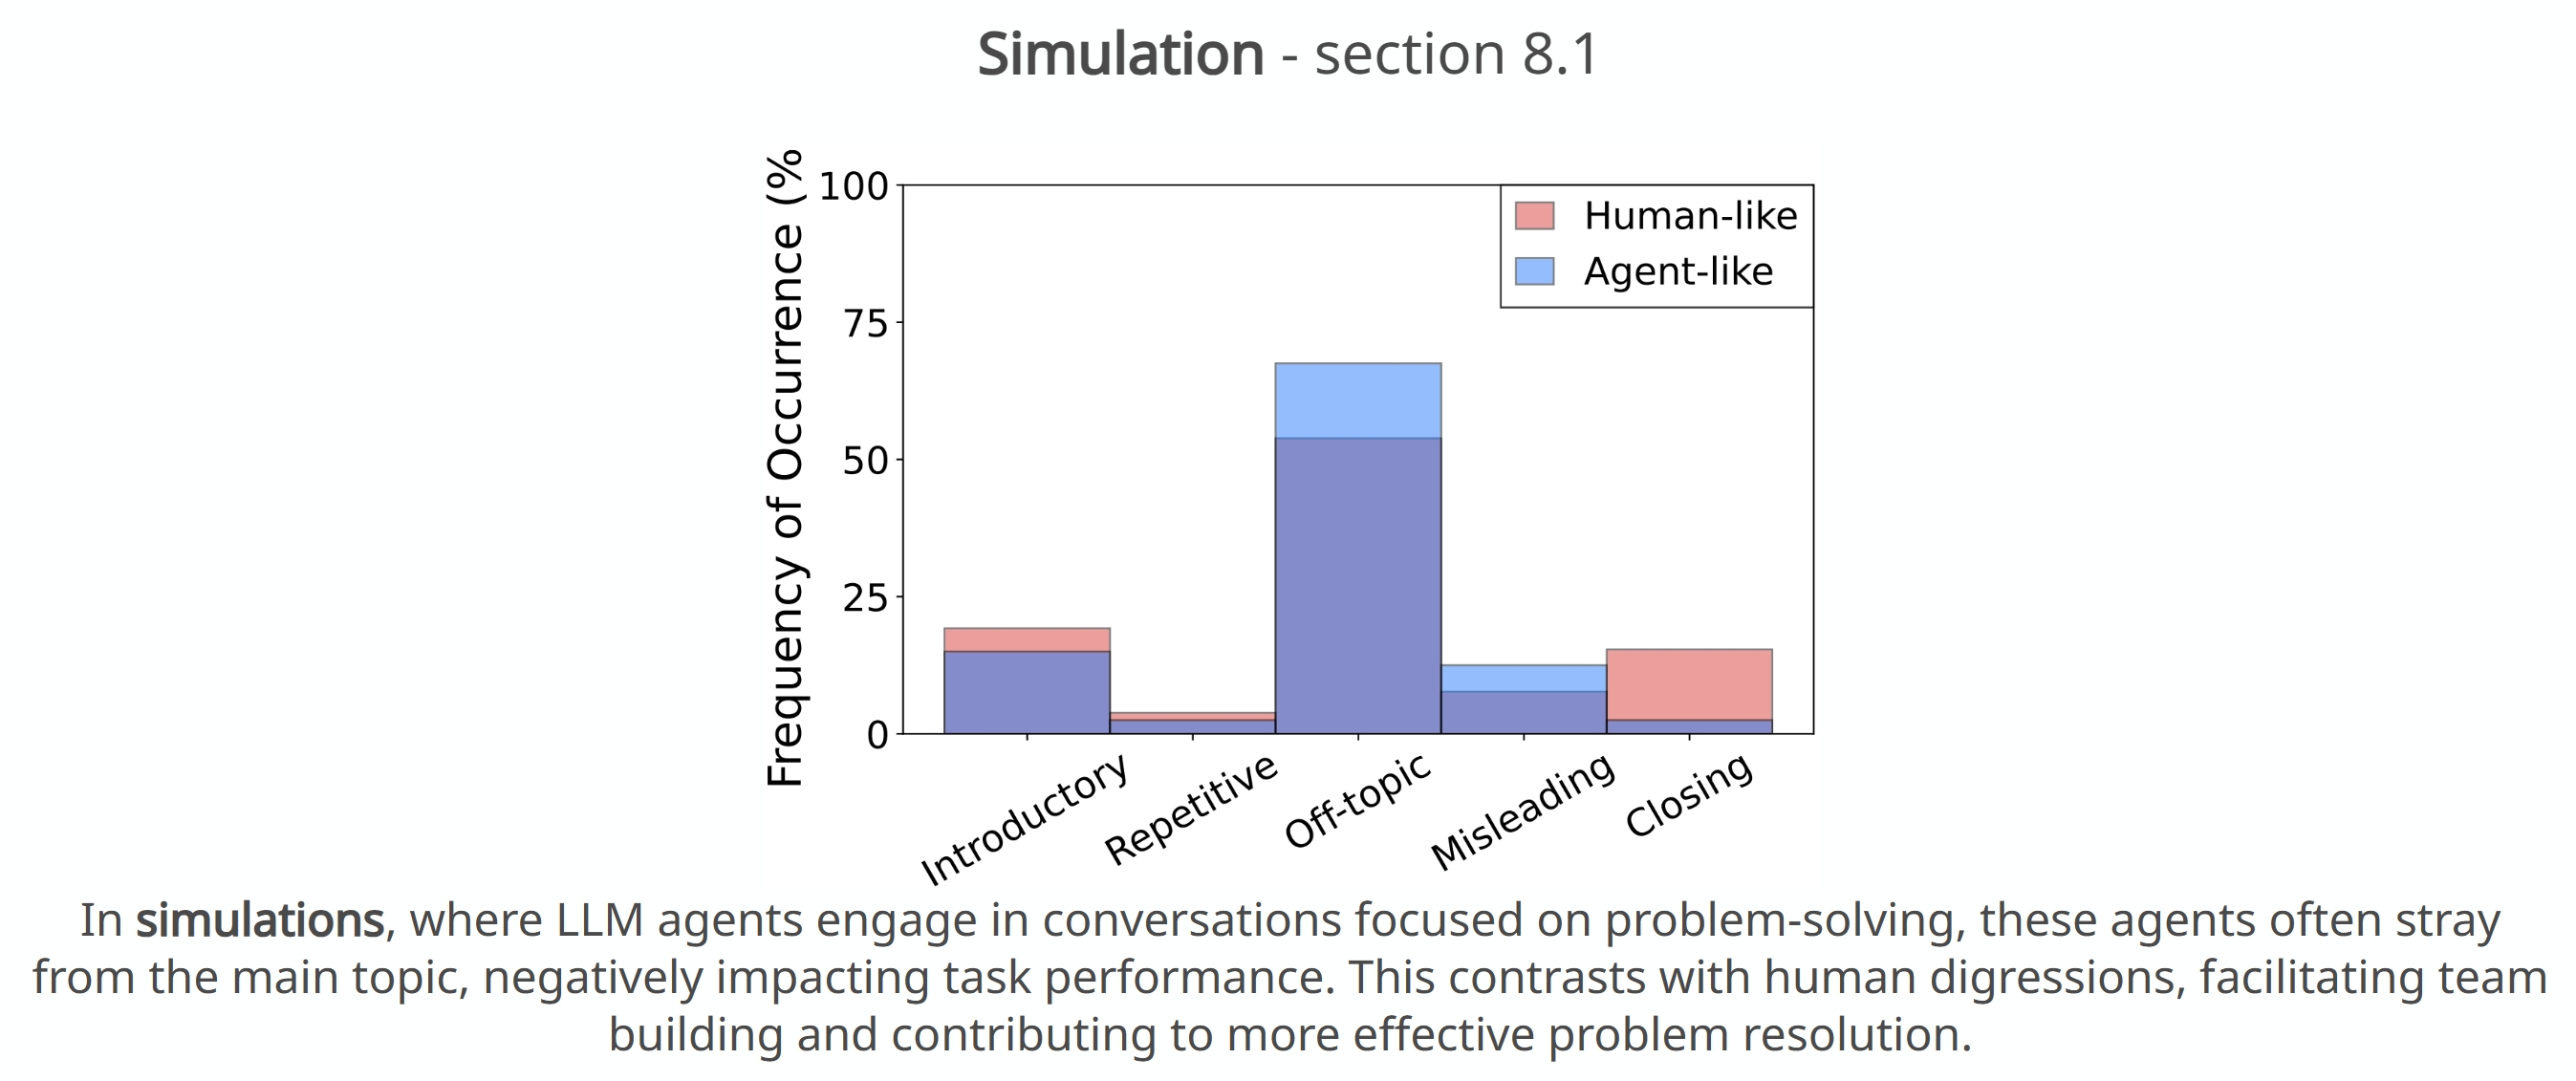 Simulation - section 8.1
Frequency of Occurrence (%
100
75
50
25
0
Human-like
Agent-like
Introductory
Repetitive
Off-topic
Misleading
Closing
In simulations, where LLM agents engage in conversations focused on problem-solving, these agents often stray
from the main topic, negatively impacting task performance. This contrasts with human digressions, facilitating team
building and contributing to more effective problem resolution.